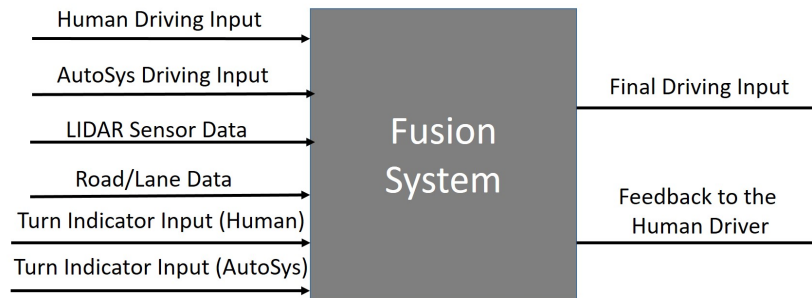 Human Driving Input
AutoSys Driving Input
LIDAR Sensor Data
Road/Lane Data
Turn Indicator Input (Human)
Turn Indicator Input (AutoSys)
Fusion
System
Final Driving Input
Feedback to the
Human Driver